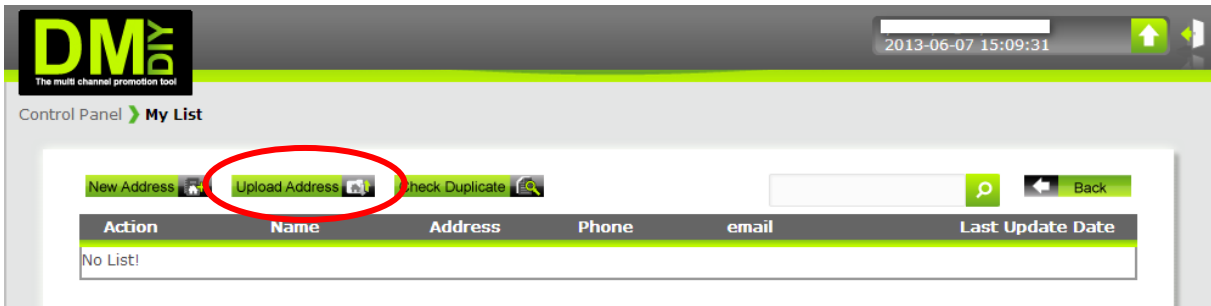 DM DIY
The multi channel promotion tool
2013-06-07 15:09:31
Control Panel My List
New Address Upload Address Check Duplicate Back
Action Name Address Phone email Last Update Date
No List!